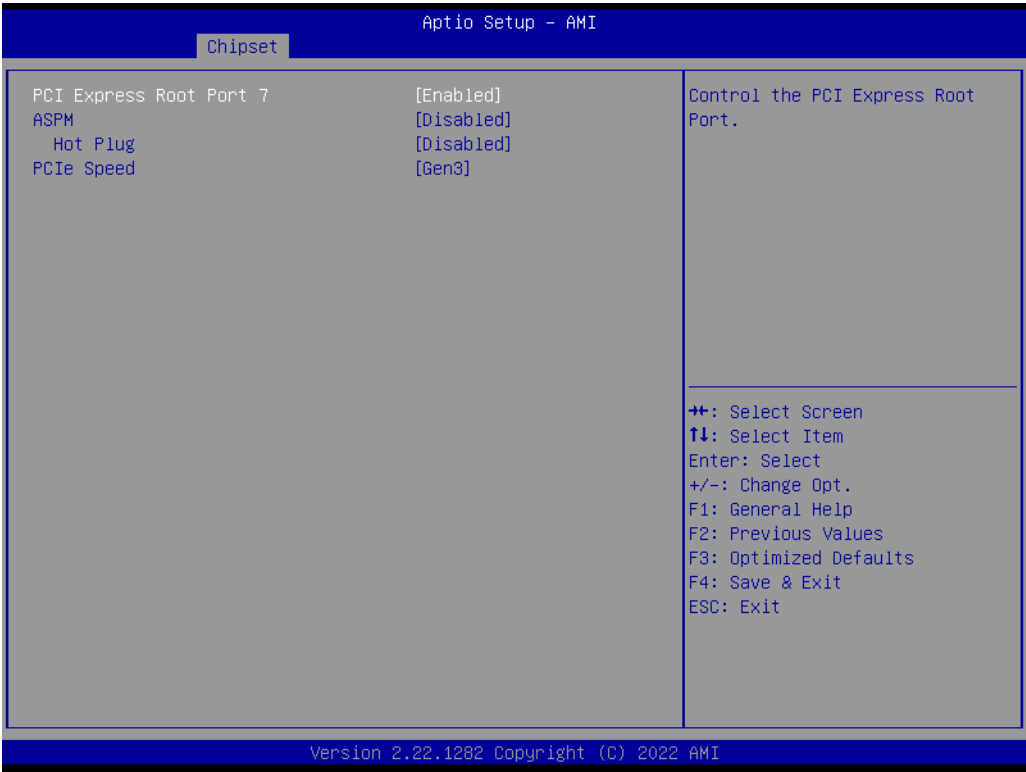 Aptio Setup – AMI
Chipset
PCI Express Root Port 7 [Enabled]
ASPM [Disabled]
Hot Plug [Disabled]
PCIe Speed [Gen3]
Control the PCI Express Root
Port.
→←: Select Screen
↑↓: Select Item
Enter: Select
+/-: Change Opt.
F1: General Help
F2: Previous Values
F3: Optimized Defaults
F4: Save & Exit
ESC: Exit
Version 2.22.1282 Copyright (C) 2022 AMI